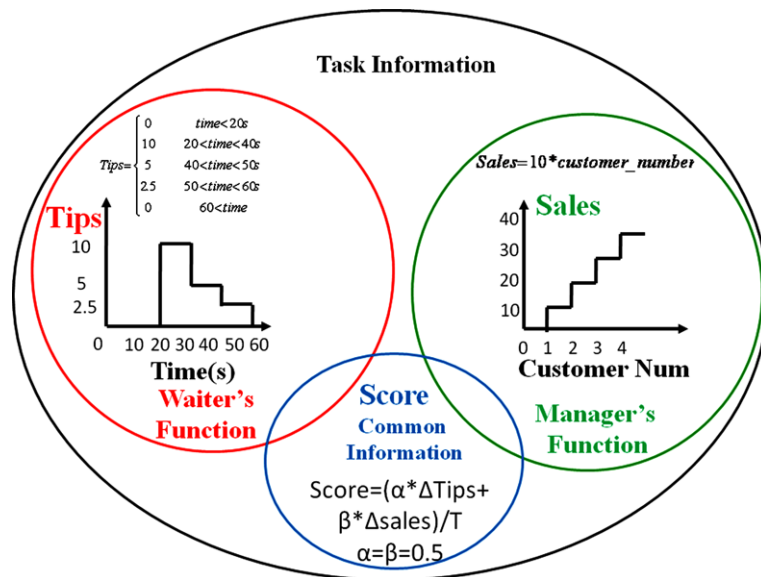 Task Information
Tips=
0 time<20s
10 20<time<40s
5 40<time<50s
2.5 50<time<60s
0 60<time
Tips
10
5
2.5
0 10 20 30 40 50 60
Time(s)
Waiter's
Function
Sales=10*customer_number
Sales
40
30
20
10
0 1 2 3 4
Customer Num
Manager's
Function
Score
Common
Information
Score=(α*ΔTips+
β*Δsales)/T
α=β=0.5